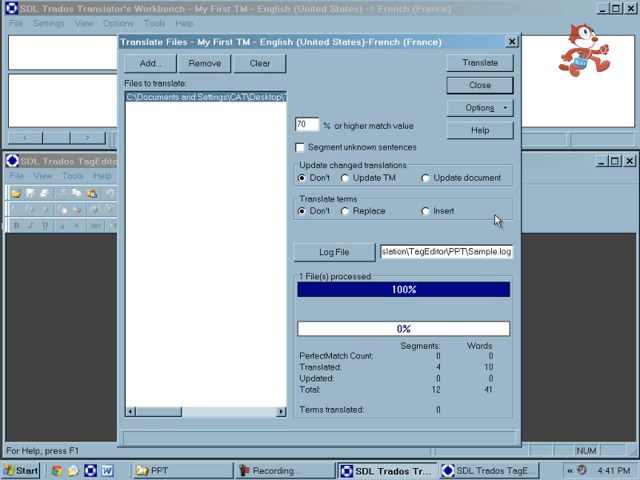 SDL Trados Translator's Workbench - My First TM - English (United States) -> French (France)
File Settings View Options Tools Help
Translate Files - My First TM - English (United States)-French (France)
Add... Remove Clear Translate
Files to translate: Close
C:\Documents and Settings\CAT\Desktop\
Options
70 % or higher match value
Help
Segment unknown sentences
Update changed translations
Don't Update TM Update document
Translate terms
Don't Replace Insert
SDL Trados TagEditor
File View Tools Help
B I U
Log File slation\TagEditor\PPT\Sample.log
1 File(s) processed
100%
0%
Segments: Words
PerfectMatch Count: 0 0
Translated: 4 10
Updated: 0 0
Total: 12 41
Terms translated: 0
For Help, press F1 NUM
Start PPT Recording... SDL Trados Tr... SDL Trados TagE... 4:41 PM